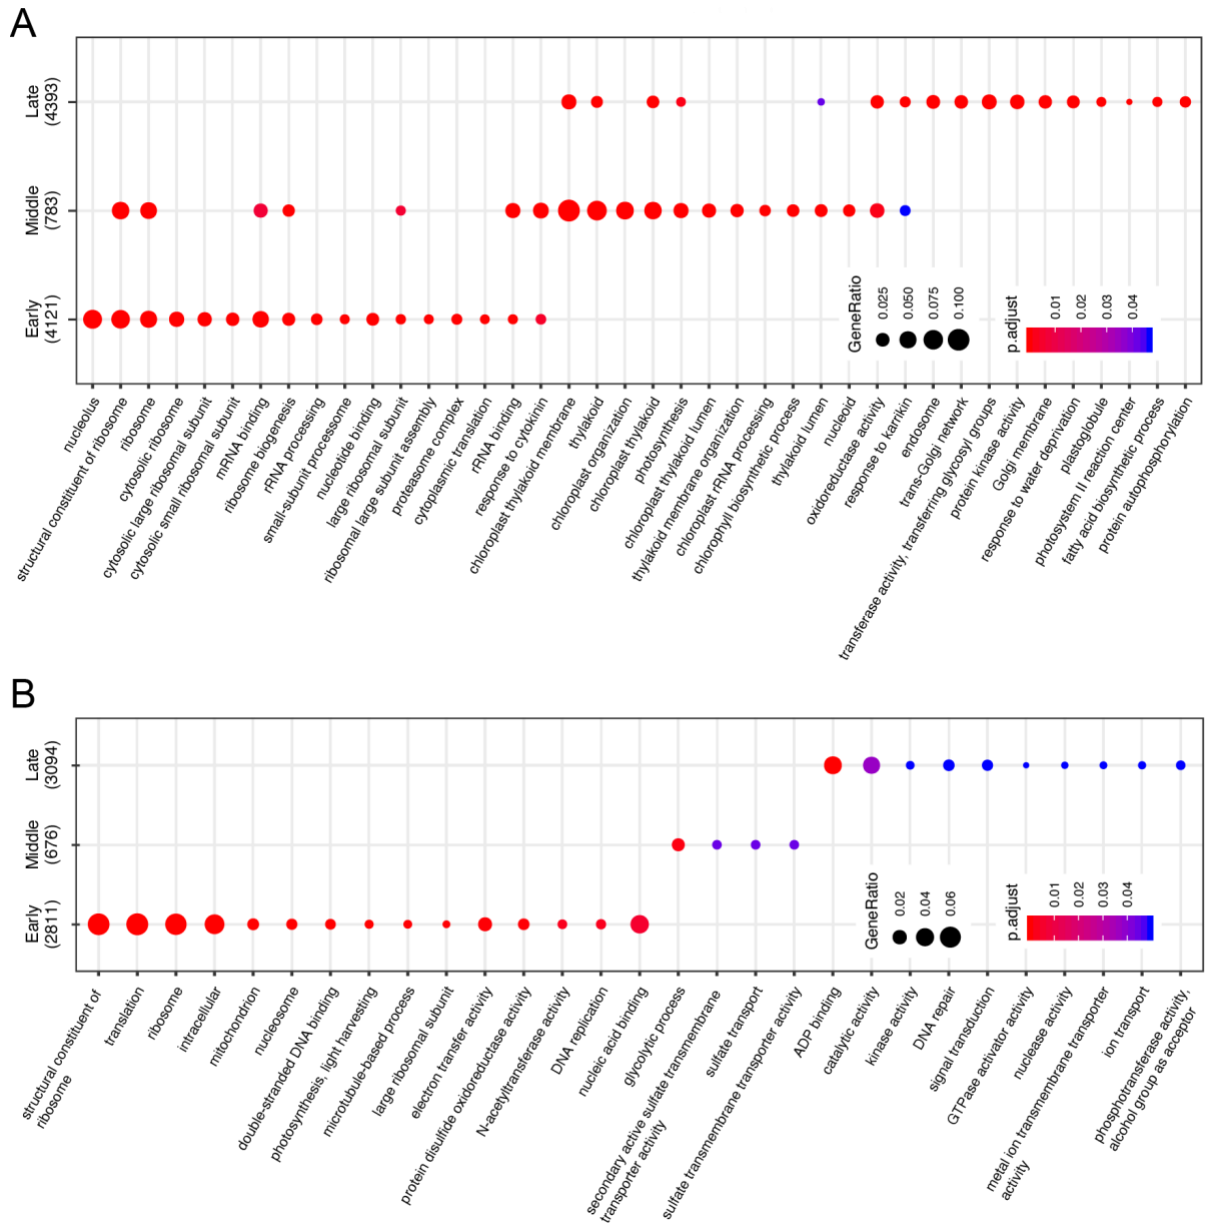 A
Late
(4393)
Middle
(783)
Early
(4121)
GeneRatio
0.025
0.050
0.075
0.100
p.adjust
0.01
0.02
0.03
0.04
nucleolus
structural constituent of ribosome
ribosome
cytosolic ribosome
cytosolic large ribosomal subunit
cytosolic small ribosomal subunit
mRNA binding
ribosome biogenesis
rRNA processing
small-subunit processome
nucleotide binding
large ribosomal subunit
ribosomal large subunit assembly
proteasome complex
cytoplasmic translation
rRNA binding
response to cytokinin
chloroplast thylakoid membrane
thylakoid
chloroplast organization
chloroplast thylakoid
photosynthesis
chloroplast thylakoid lumen
thylakoid membrane organization
chloroplast rRNA processing
chlorophyll biosynthetic process
thylakoid lumen
nucleoid
oxidoreductase activity
response to karrikin
endosome
trans-Golgi network
transferase activity, transferring glycosyl groups
protein kinase activity
Golgi membrane
response to water deprivation
plastoglobule
photosystem II reaction center
fatty acid biosynthetic process
protein autophosphorylation
B
Late
(3094)
Middle
(676)
Early
(2811)
GeneRatio
0.02
0.04
0.06
p.adjust
0.01
0.02
0.03
0.04
structural constituent of
ribosome
translation
ribosome
intracellular
mitochondrion
nucleosome
double-stranded DNA binding
photosynthesis, light harvesting
microtubule-based process
large ribosomal subunit
electron transfer activity
protein disulfide oxidoreductase activity
N-acetyltransferase activity
DNA replication
nucleic acid binding
glycolytic process
secondary active sulfate transmembrane
transporter activity
sulfate transport
sulfate transmembrane transporter activity
ADP binding
catalytic activity
kinase activity
DNA repair
signal transduction
GTPase activator activity
nuclease activity
metal ion transmembrane transporter
activity
ion transport
phosphotransferase activity,
alcohol group as acceptor